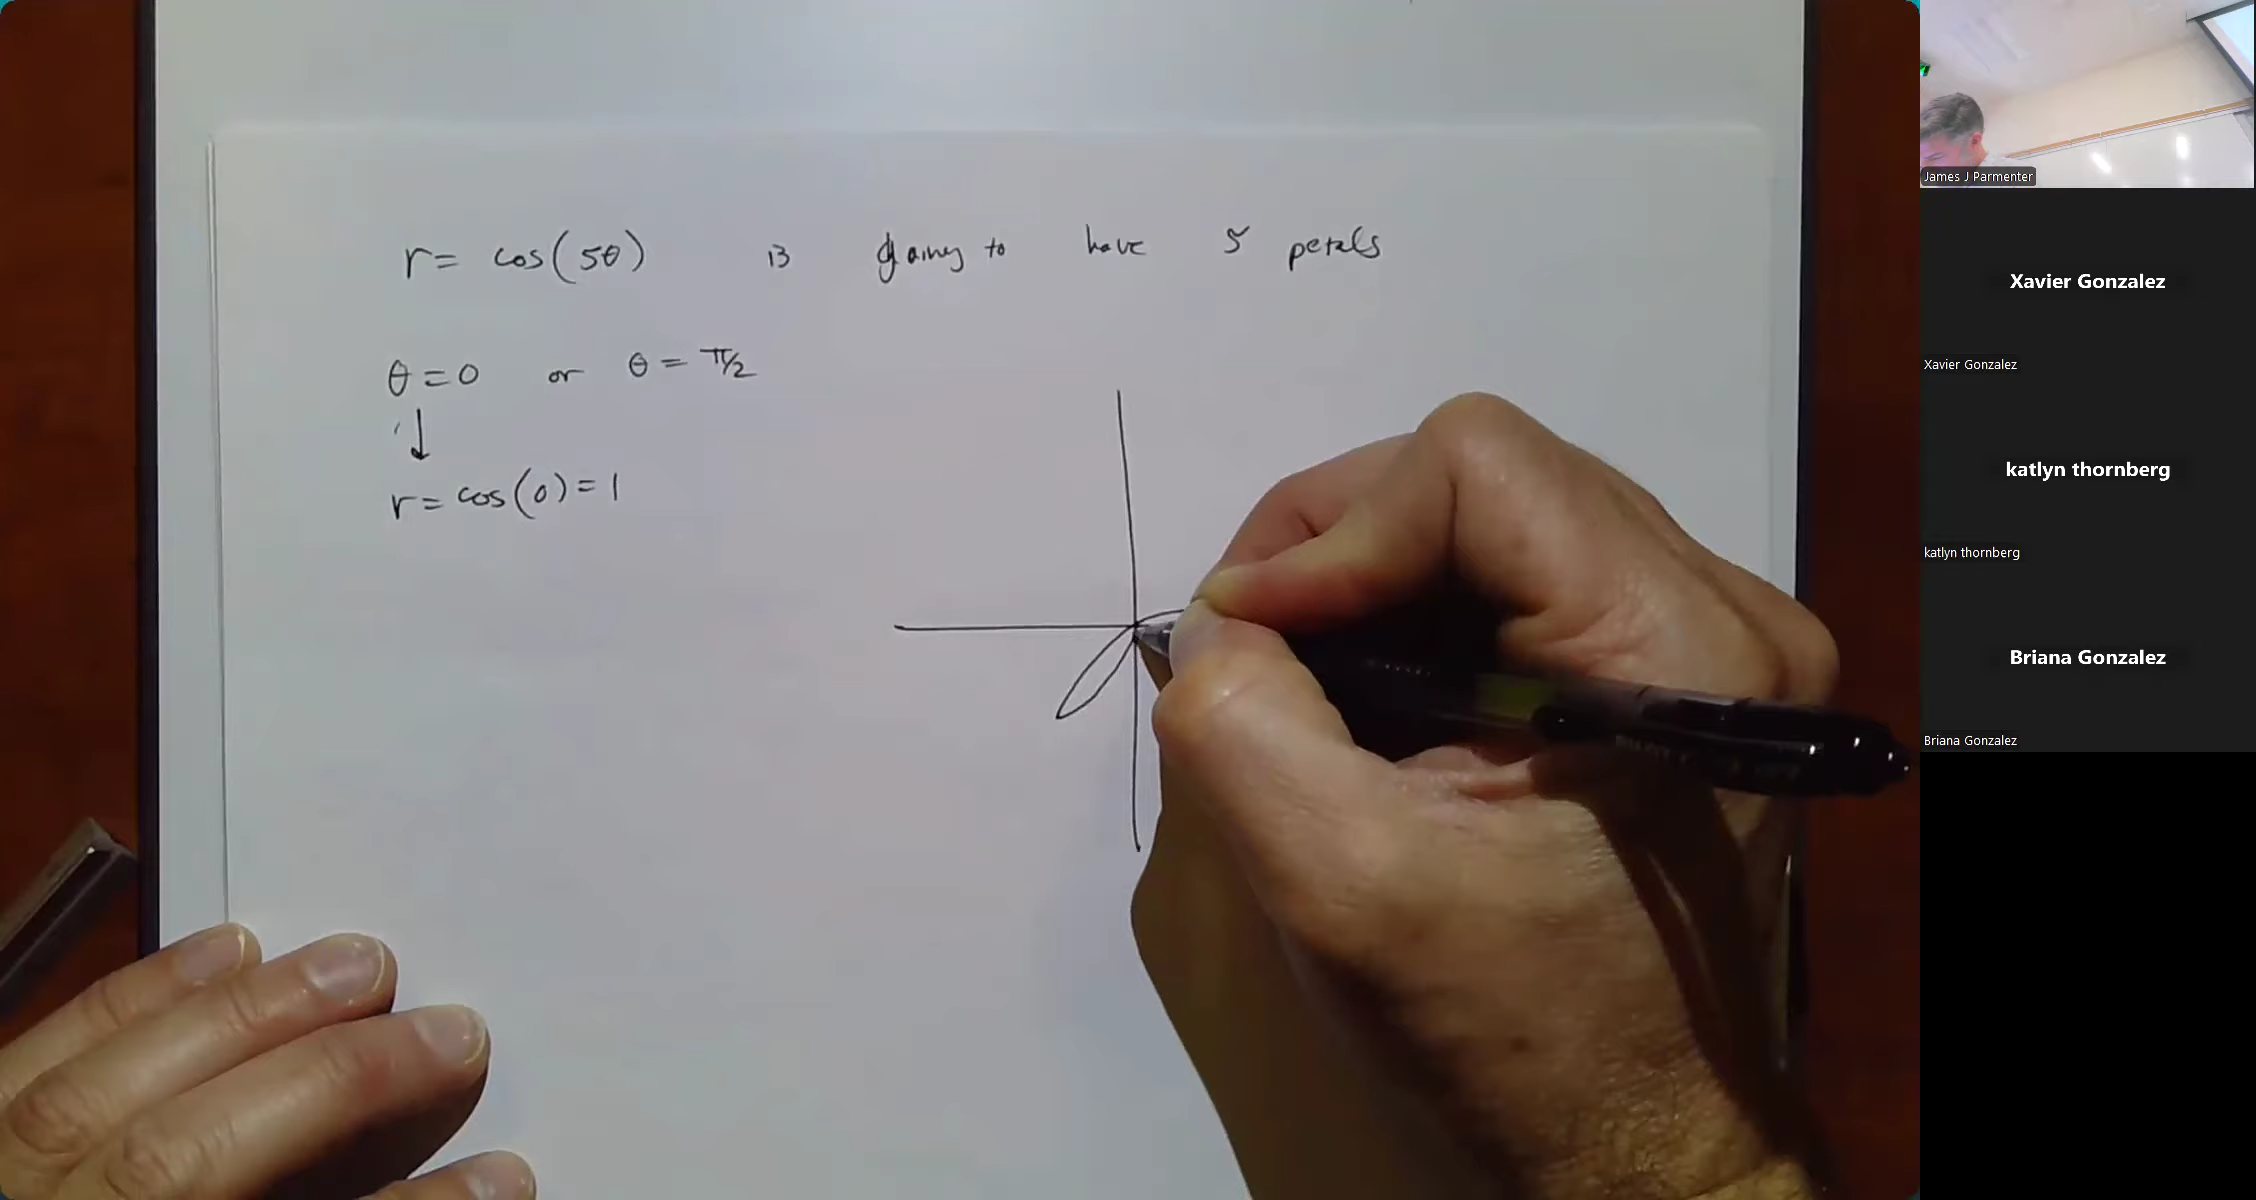 r = cos(5θ) is going to have 5 petals
θ = 0 or θ = π/2
↓
r = cos(0) = 1
James J Parmenter
Xavier Gonzalez
Xavier Gonzalez
katlyn thornberg
katlyn thornberg
Briana Gonzalez
Briana Gonzalez